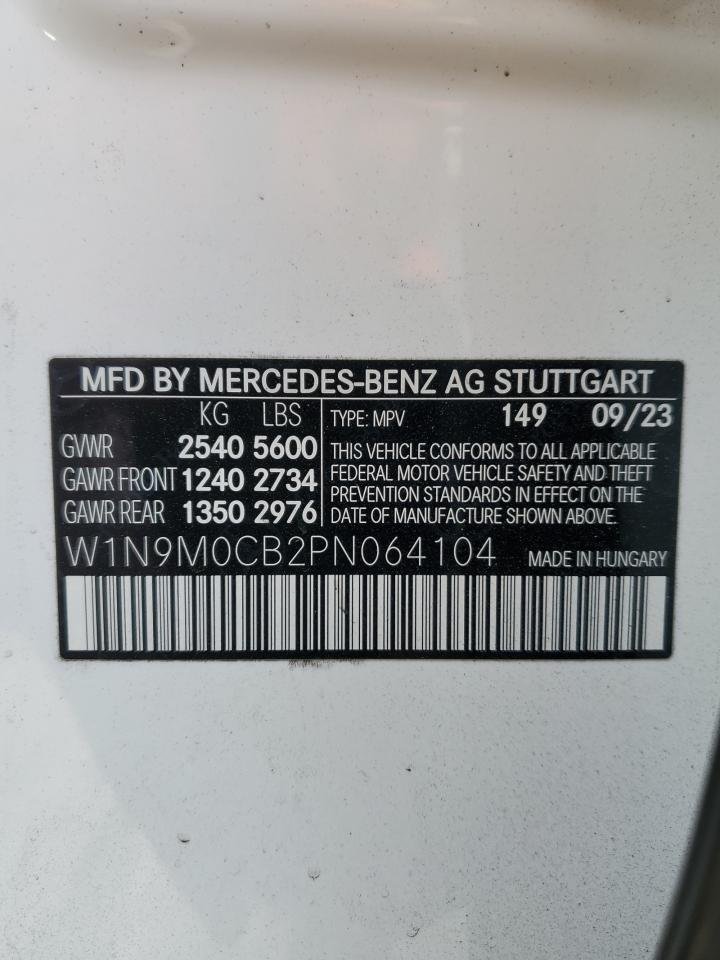 MFD BY MERCEDES-BENZ AG STUTTGART
KG LBS
GVWR 2540 5600
GAWR FRONT 1240 2734
GAWR REAR 1350 2976
TYPE: MPV 149 09/23
THIS VEHICLE CONFORMS TO ALL APPLICABLE
FEDERAL MOTOR VEHICLE SAFETY AND THEFT
PREVENTION STANDARDS IN EFFECT ON THE
DATE OF MANUFACTURE SHOWN ABOVE.
W1N9M0CB2PN064104 MADE IN HUNGARY